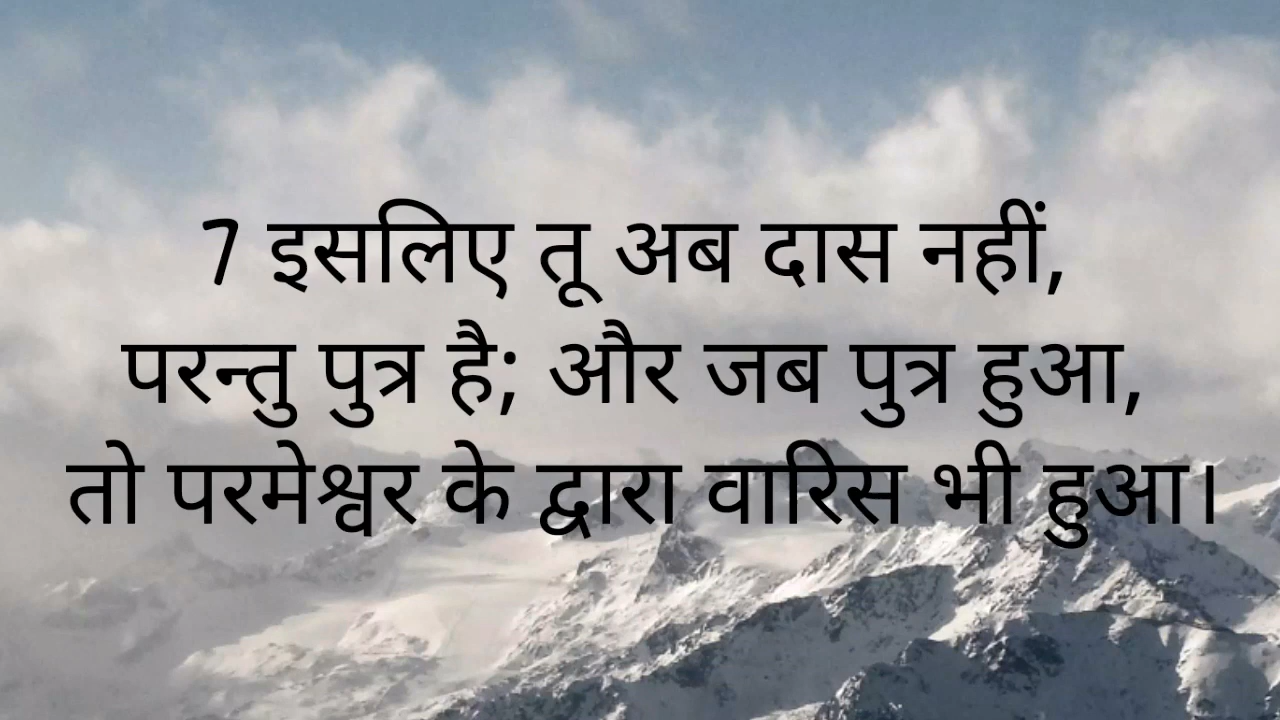 7 इसलिए तू अब दास नहीं,
परन्तु पुत्र है; और जब पुत्र हुआ,
तो परमेश्वर के द्वारा वारिस भी हुआ।